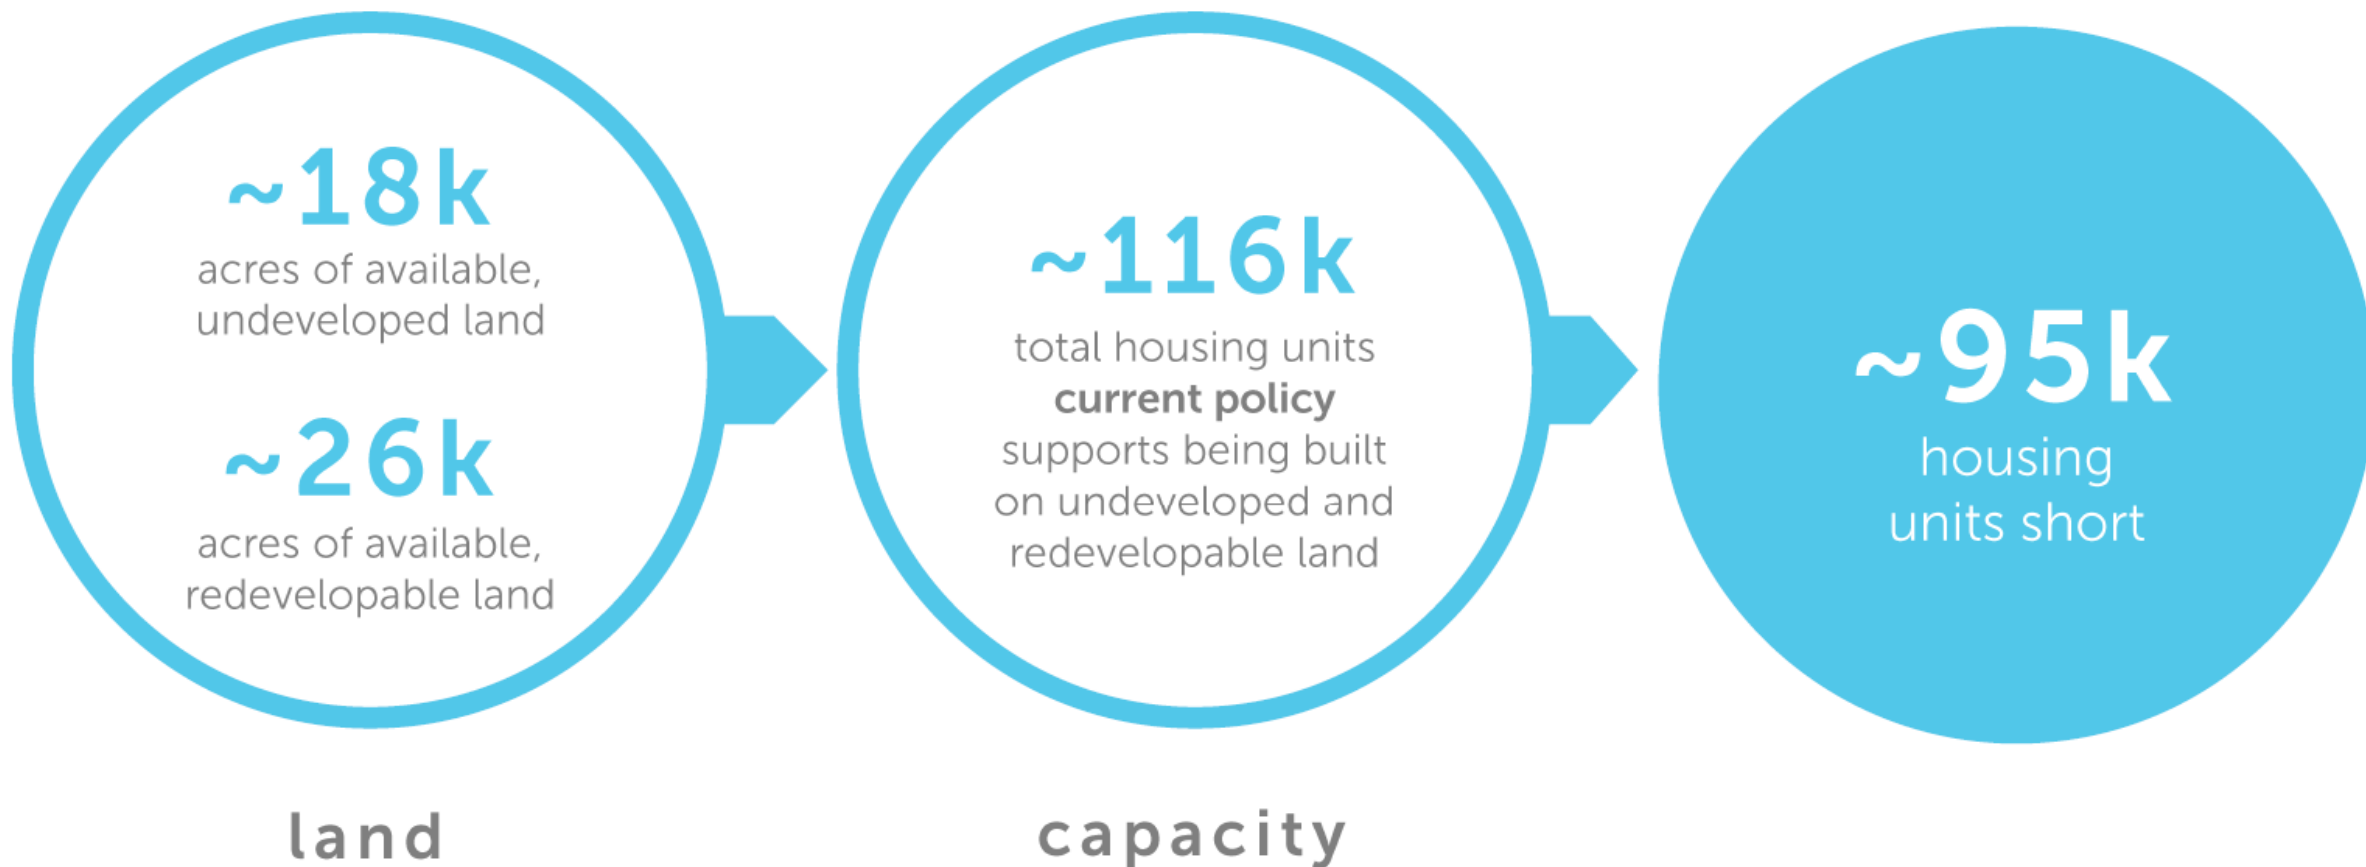 ~18k
acres of available,
undeveloped land
~26k
acres of available,
redevelopable land
land
~116k
total housing units
current policy
supports being built
on undeveloped and
redevelopable land
capacity
~95k
housing
units short